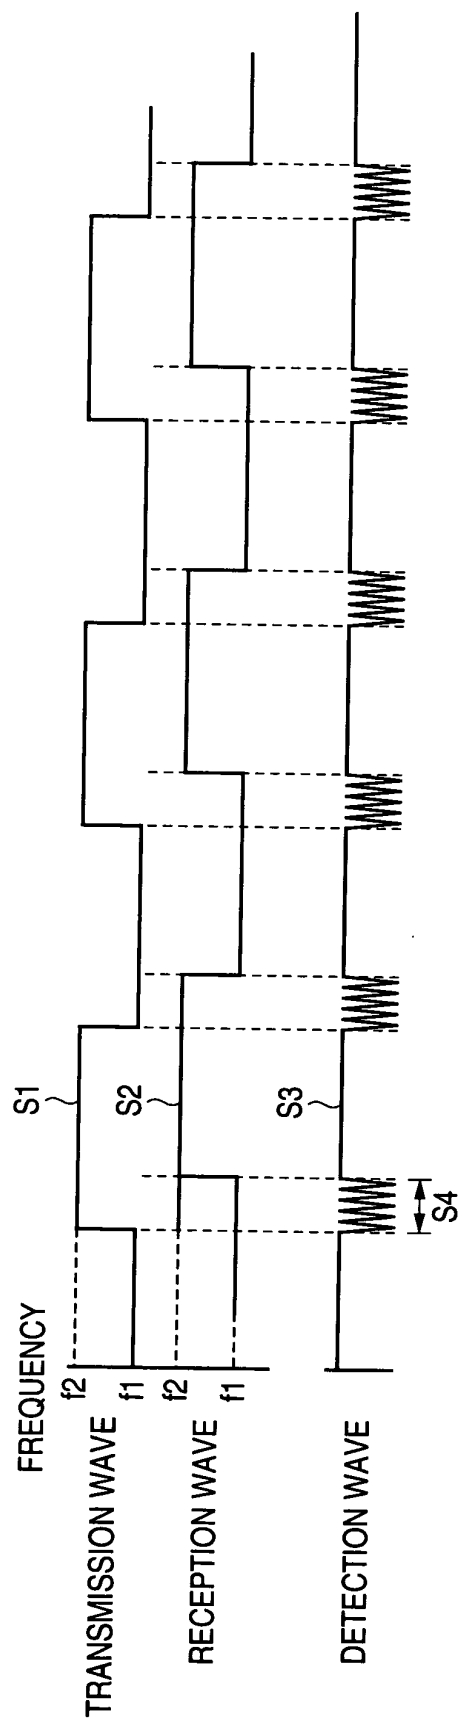 FREQUENCY
TRANSMISSION WAVE
f2
f1
S1
RECEPTION WAVE
f2
f1
S2
DETECTION WAVE
S3
S4